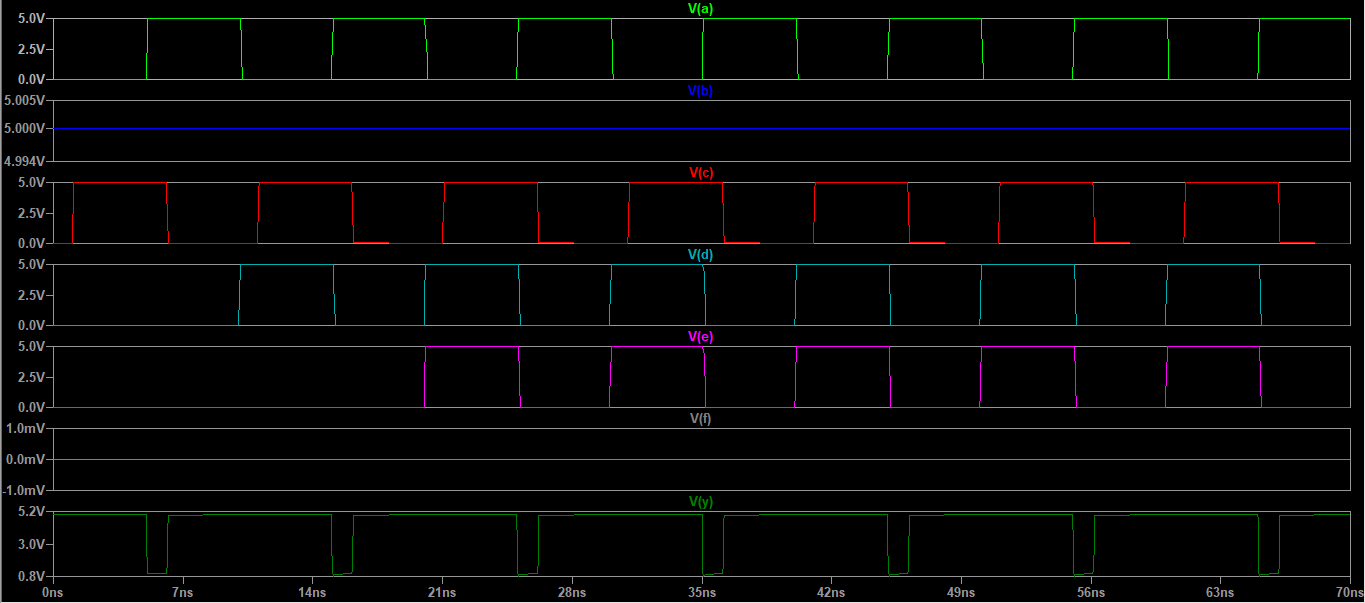 V(a)
5.0V
2.5V
0.0V
V(b)
5.005V
5.000V
4.994V
V(c)
5.0V
2.5V
0.0V
V(d)
5.0V
2.5V
0.0V
V(e)
5.0V
2.5V
0.0V
V(f)
1.0mV
0.0mV
-1.0mV
V(y)
5.2V
3.0V
0.8V
0ns 7ns 14ns 21ns 28ns 35ns 42ns 49ns 56ns 63ns 70ns